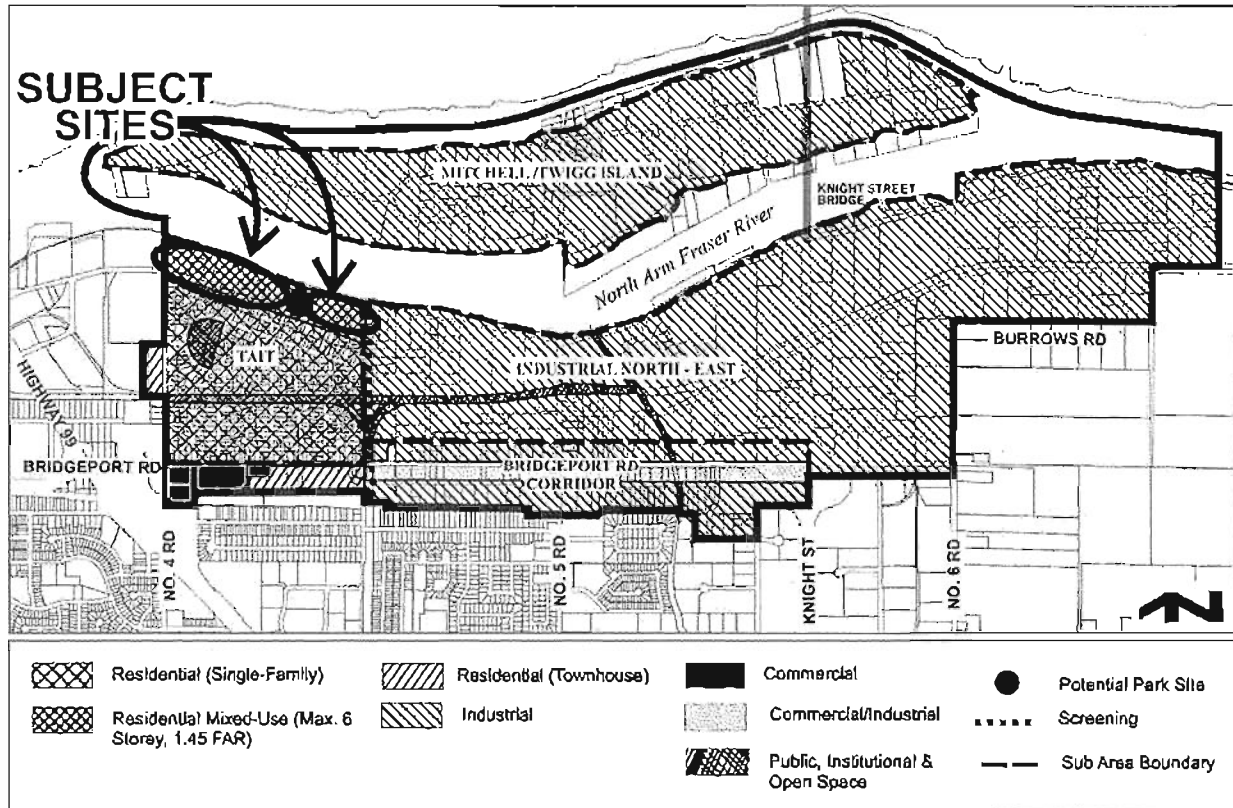 SUBJECT
SITES
MITCHELL/TWIGG ISLAND
KNIGHT STREET
BRIDGE
North Arm Fraser River
TAIT
INDUSTRIAL NORTH - EAST
BURROWS RD
HIGHWAY 99
BRIDGEPORT RD
BRIDGEPORT RD
CORRIDOR
NO. 4 RD
NO. 5 RD
KNIGHT ST
NO. 6 RD
N
Residential (Single-Family)
Residential Mixed-Use (Max. 6
Storey, 1.45 FAR)
Residential (Townhouse)
Industrial
Commercial
Commercial/Industrial
Public, Institutional &
Open Space
Potential Park Site
Screening
Sub Area Boundary